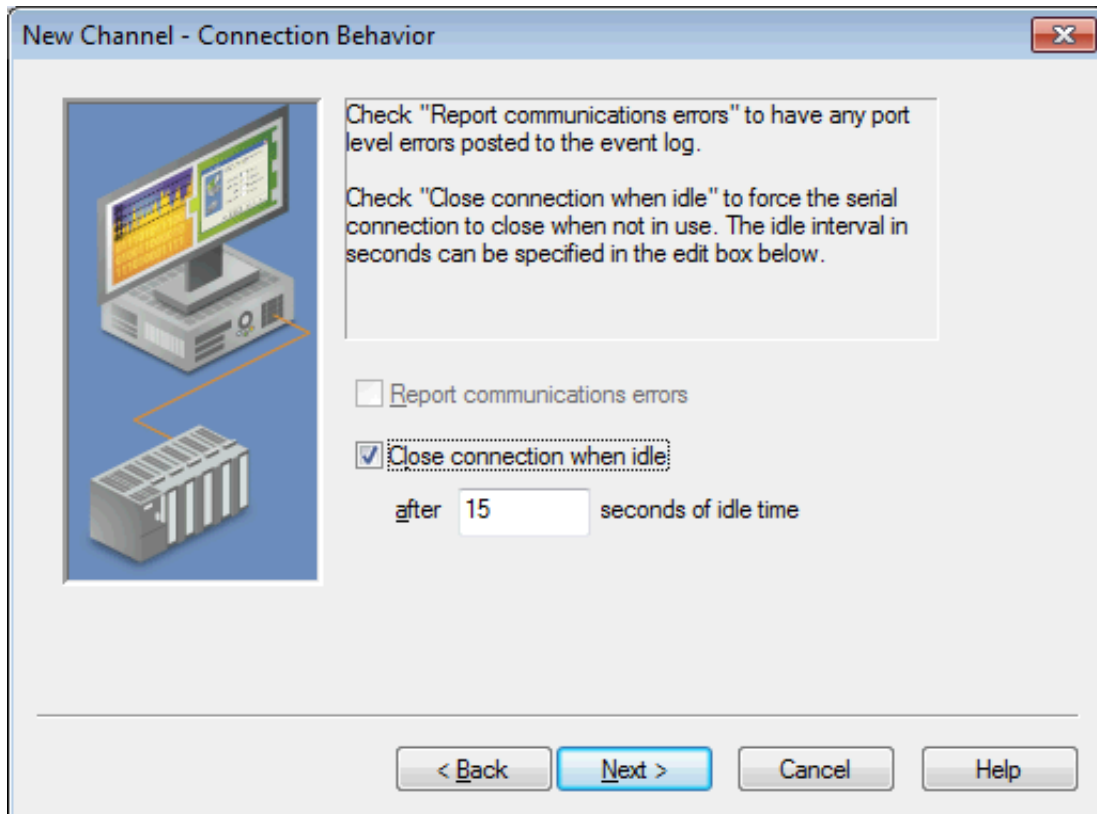 New Channel - Connection Behavior
Check "Report communications errors" to have any port
level errors posted to the event log.
Check "Close connection when idle" to force the serial
connection to close when not in use. The idle interval in
seconds can be specified in the edit box below.
Report communications errors
Close connection when idle
after 15 seconds of idle time
< Back Next > Cancel Help